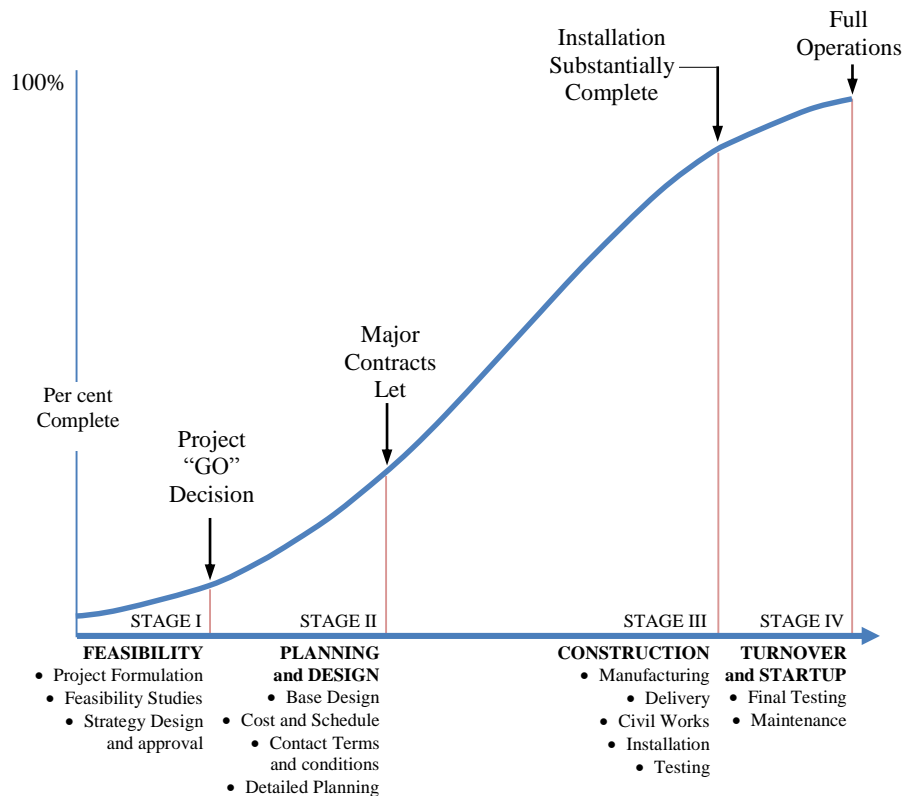 Full
Operations
Installation
Substantially
Complete
100%
Major
Contracts
Let
Per cent
Complete
Project
“GO”
Decision
STAGE I
STAGE II
STAGE III
STAGE IV
FEASIBILITY
• Project Formulation
• Feasibility Studies
• Strategy Design
and approval
PLANNING
and DESIGN
• Base Design
• Cost and Schedule
• Contact Terms
and conditions
• Detailed Planning
CONSTRUCTION
• Manufacturing
• Delivery
• Civil Works
• Installation
• Testing
TURNOVER
and STARTUP
• Final Testing
• Maintenance